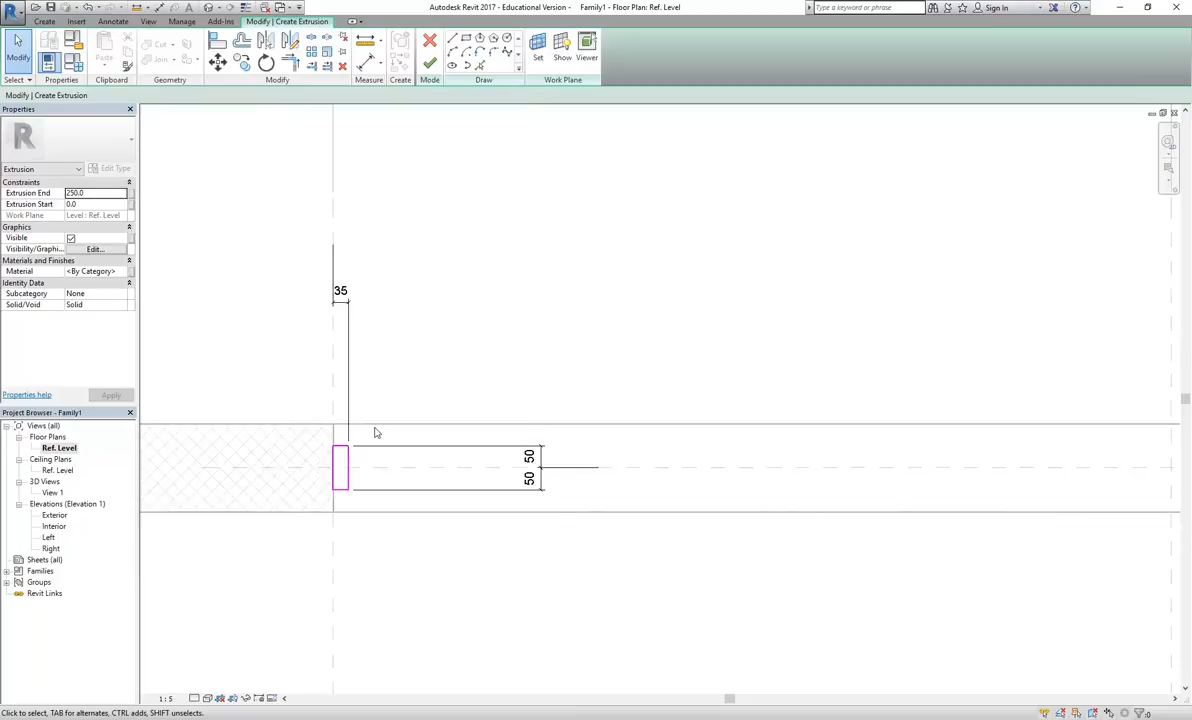 Autodesk Revit 2017 - Educational Version -    Family1 - Floor Plan: Ref. Level
Type a keyword or phrase
Sign In
Create
Insert
Annotate
View
Manage
Add-Ins
Modify | Create Extrusion
Modify
Paste
Cut
Join
Set
Show
Viewer
Select
Properties
Clipboard
Geometry
Modify
Measure
Create
Mode
Draw
Work Plane
Modify | Create Extrusion
Properties
R
Extrusion
Edit Type
Constraints
Extrusion End 250.0
Extrusion Start 0.0
Work Plane Level : Ref. Level
Graphics
Visible
Visibility/Graphi... Edit...
Materials and Finishes
Material <By Category>
Identity Data
Subcategory None
Solid/Void Solid
Properties help
Apply
Project Browser - Family1
Views (all)
Floor Plans
Ref. Level
Ceiling Plans
Ref. Level
3D Views
View 1
Elevations (Elevation 1)
Exterior
Interior
Left
Right
Sheets (all)
Families
Groups
Revit Links
35
50
50
1 : 5
Click to select, TAB for alternates, CTRL adds, SHIFT unselects.
:0